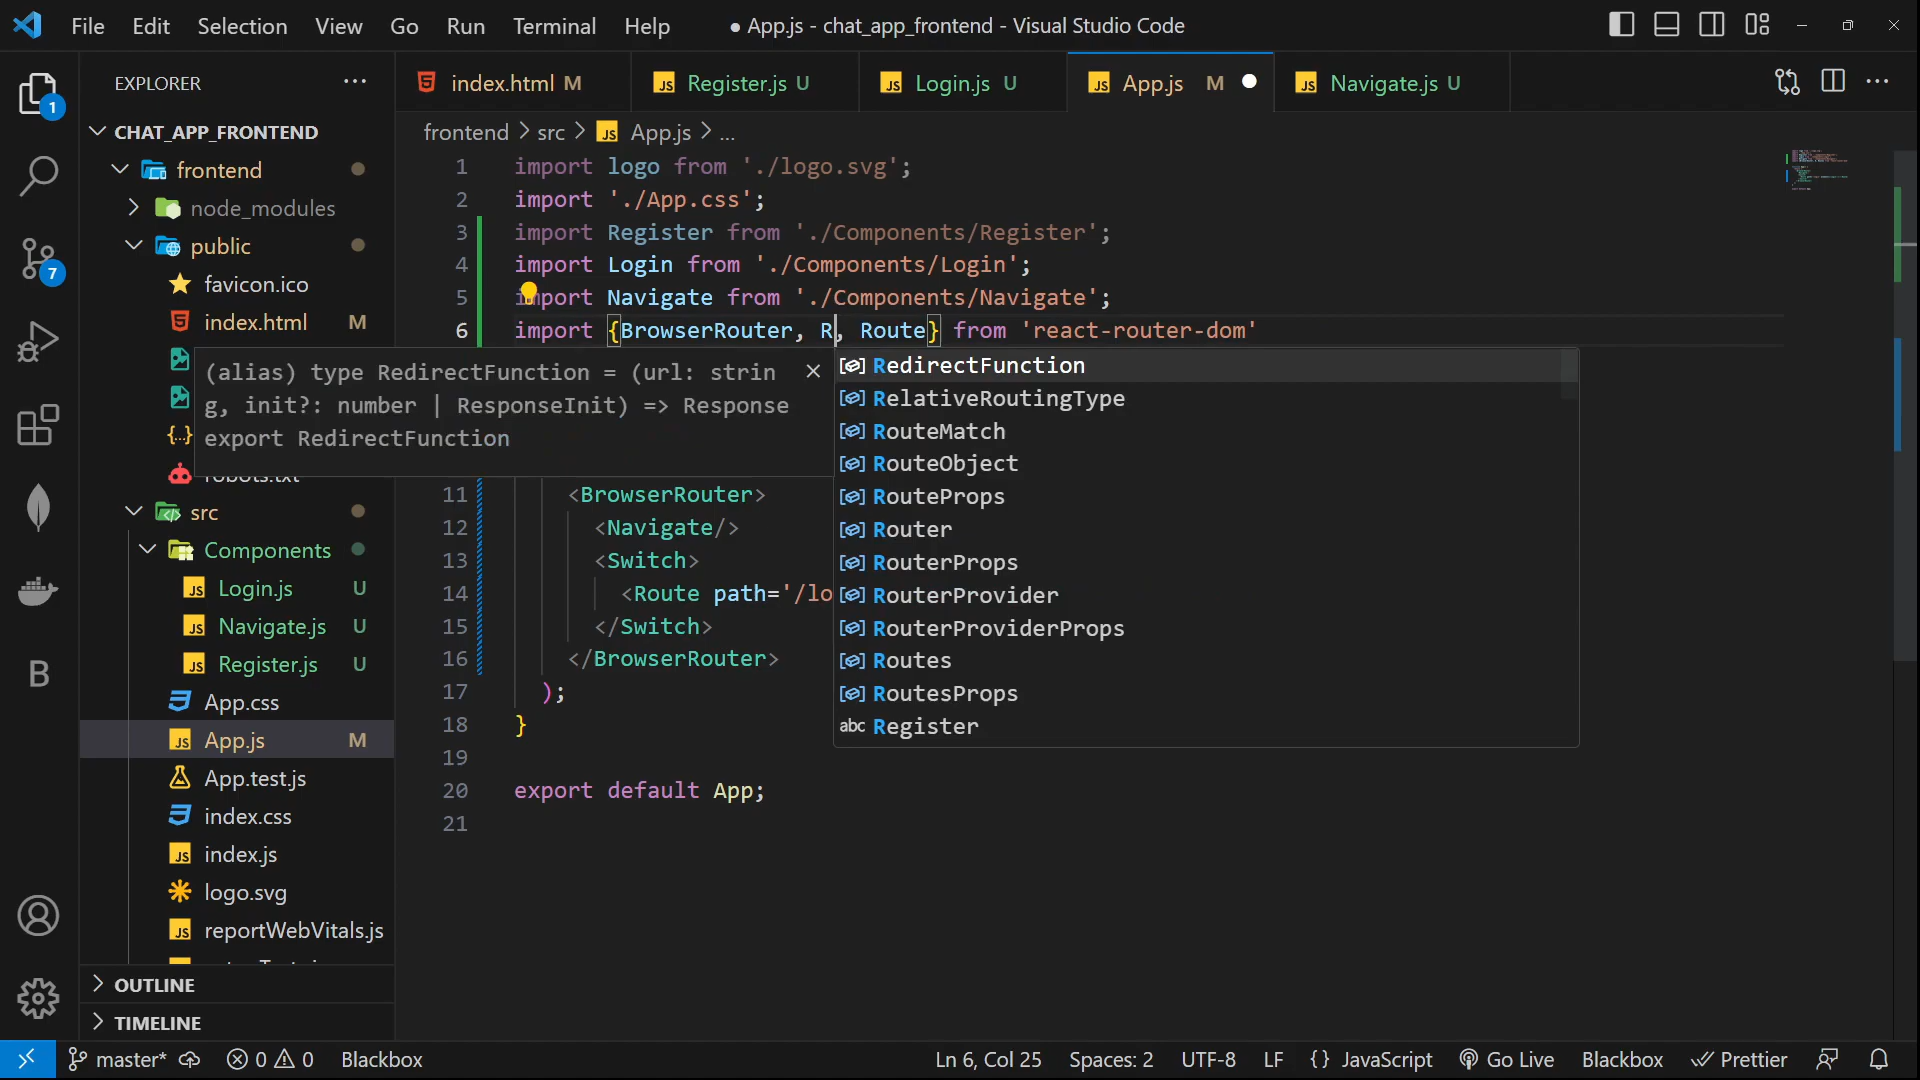 File Edit Selection View Go Run Terminal Help
● App.js - chat_app_frontend - Visual Studio Code
EXPLORER
index.html M
Register.js U
Login.js U
App.js M
Navigate.js U
1
7
CHAT_APP_FRONTEND
frontend
node_modules
public
favicon.ico
index.html M
src
Components
Login.js U
Navigate.js U
Register.js U
App.css
App.js M
App.test.js
index.css
index.js
logo.svg
reportWebVitals.js
OUTLINE
TIMELINE
frontend > src > App.js > ...
1 import logo from './logo.svg';
2 import './App.css';
3 import Register from './Components/Register';
4 import Login from './Components/Login';
5 import Navigate from './Components/Navigate';
6 import {BrowserRouter, R, Route} from 'react-router-dom'
(alias) type RedirectFunction = (url: strin
g, init?: number | ResponseInit) => Response
export RedirectFunction
RedirectFunction
RelativeRoutingType
RouteMatch
RouteObject
RouteProps
Router
RouterProps
RouterProvider
RouterProviderProps
Routes
RoutesProps
abc Register
11 <BrowserRouter>
12 <Navigate/>
13 <Switch>
14 <Route path='/lo
15 </Switch>
16 </BrowserRouter>
17 );
18 }
19
20 export default App;
21
master* 0 0 Blackbox
Ln 6, Col 25 Spaces: 2 UTF-8 LF {} JavaScript Go Live Blackbox Prettier